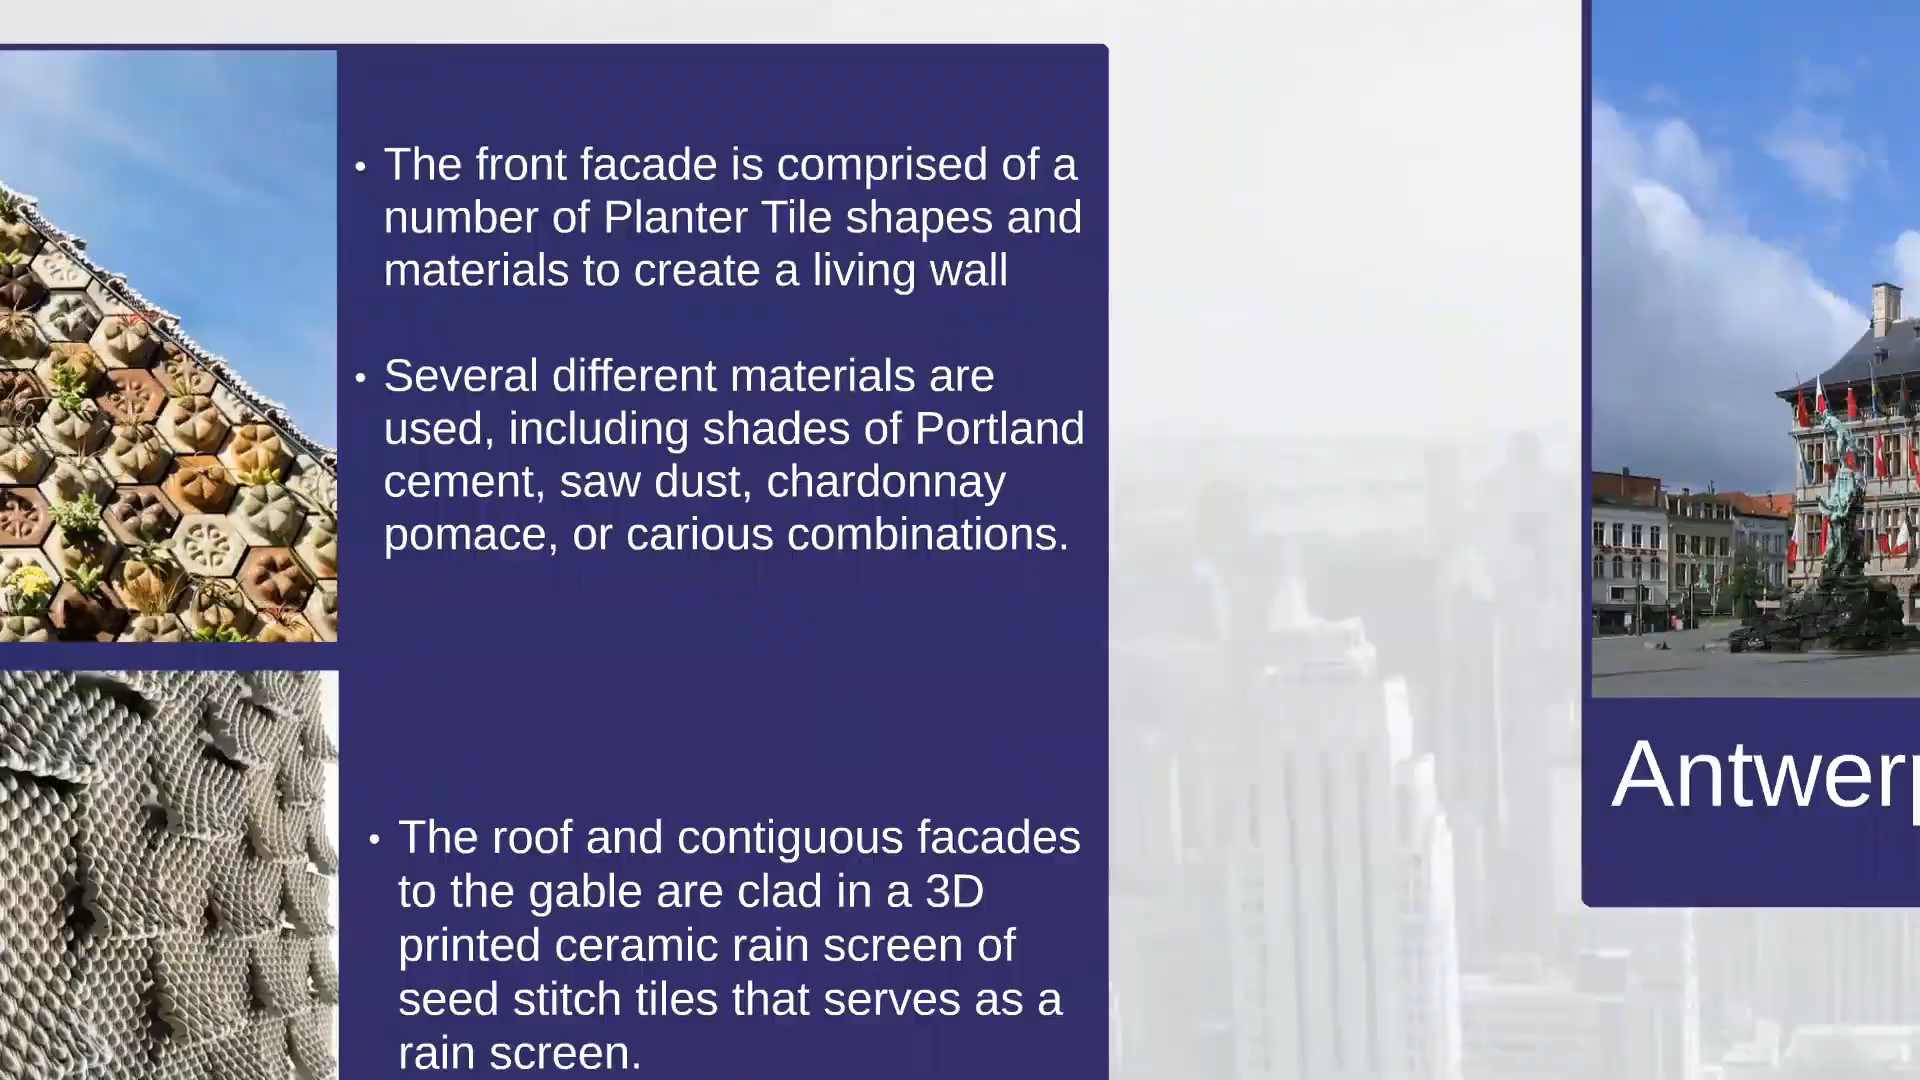 • The front facade is comprised of a
number of Planter Tile shapes and
materials to create a living wall
• Several different materials are
used, including shades of Portland
cement, saw dust, chardonnay
pomace, or carious combinations.
• The roof and contiguous facades
to the gable are clad in a 3D
printed ceramic rain screen of
seed stitch tiles that serves as a
rain screen.
Antwerp